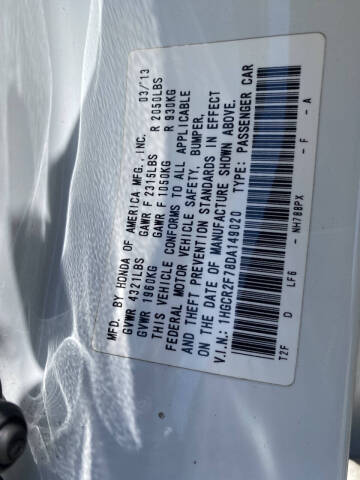 MFD. BY HONDA OF AMERICA MFG., INC. 03/13
GVWR 4321LBS GAWR F 2315LBS R 2050LBS
GVWR 1960KG GAWR F 1050KG R 930KG
THIS VEHICLE CONFORMS TO ALL APPLICABLE
FEDERAL MOTOR VEHICLE SAFETY, BUMPER,
AND THEFT PREVENTION STANDARDS IN EFFECT
ON THE DATE OF MANUFACTURE SHOWN ABOVE.
V.I.N.: 1HGCR2F78DA149020 TYPE: PASSENGER CAR
T2F D LF6 - NH788PX - F - A